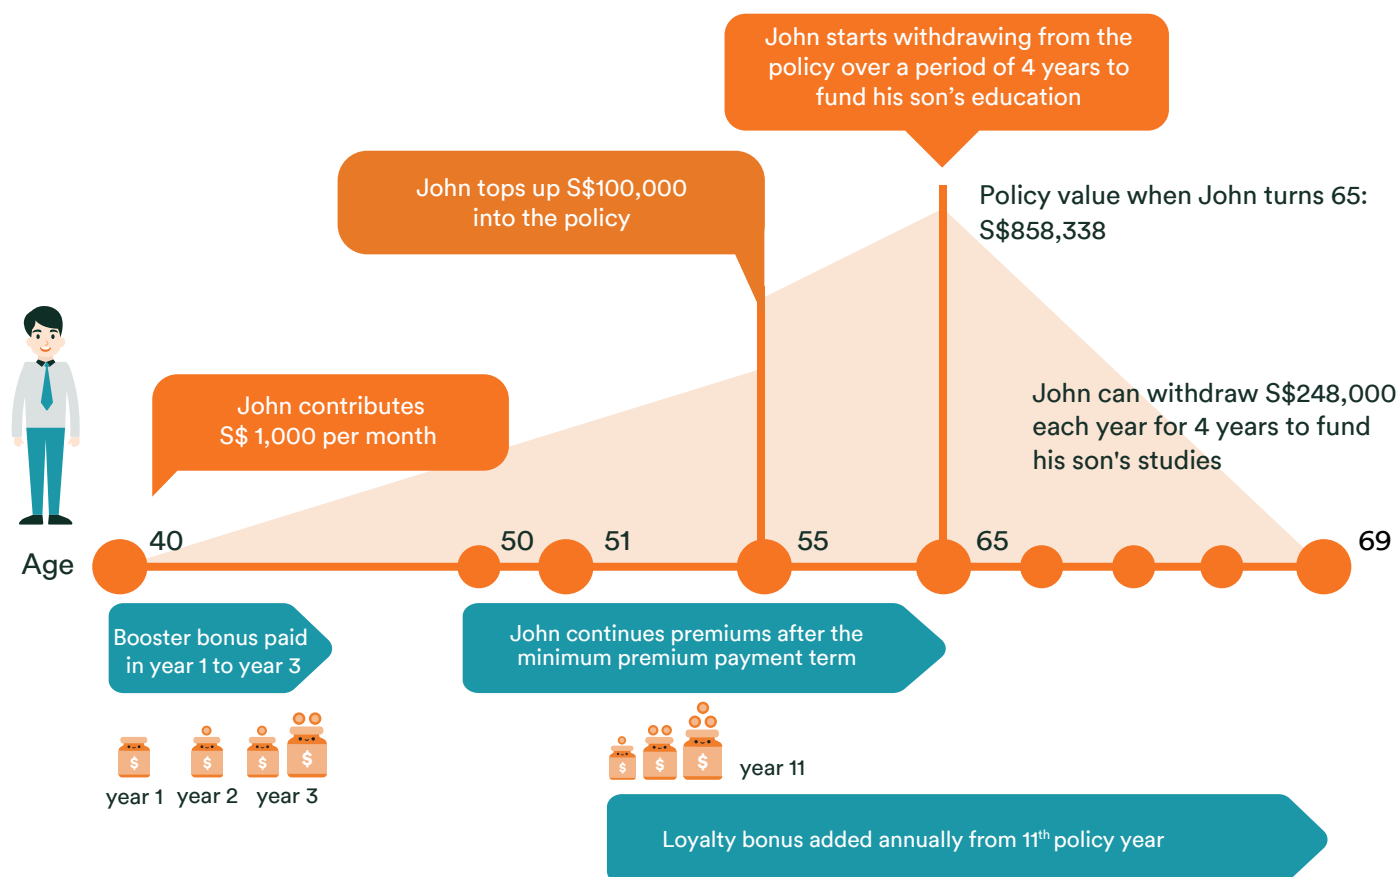 John starts withdrawing from the
policy over a period of 4 years to
fund his son’s education
John tops up S$100,000
into the policy
Policy value when John turns 65:
S$858,338
John contributes
S$ 1,000 per month
John can withdraw S$248,000
each year for 4 years to fund
his son's studies
Age
40
50
51
55
65
69
Booster bonus paid
in year 1 to year 3
John continues premiums after the
minimum premium payment term
$
$
$
$
year 1
year 2
year 3
$
$
$
year 11
Loyalty bonus added annually from 11th policy year